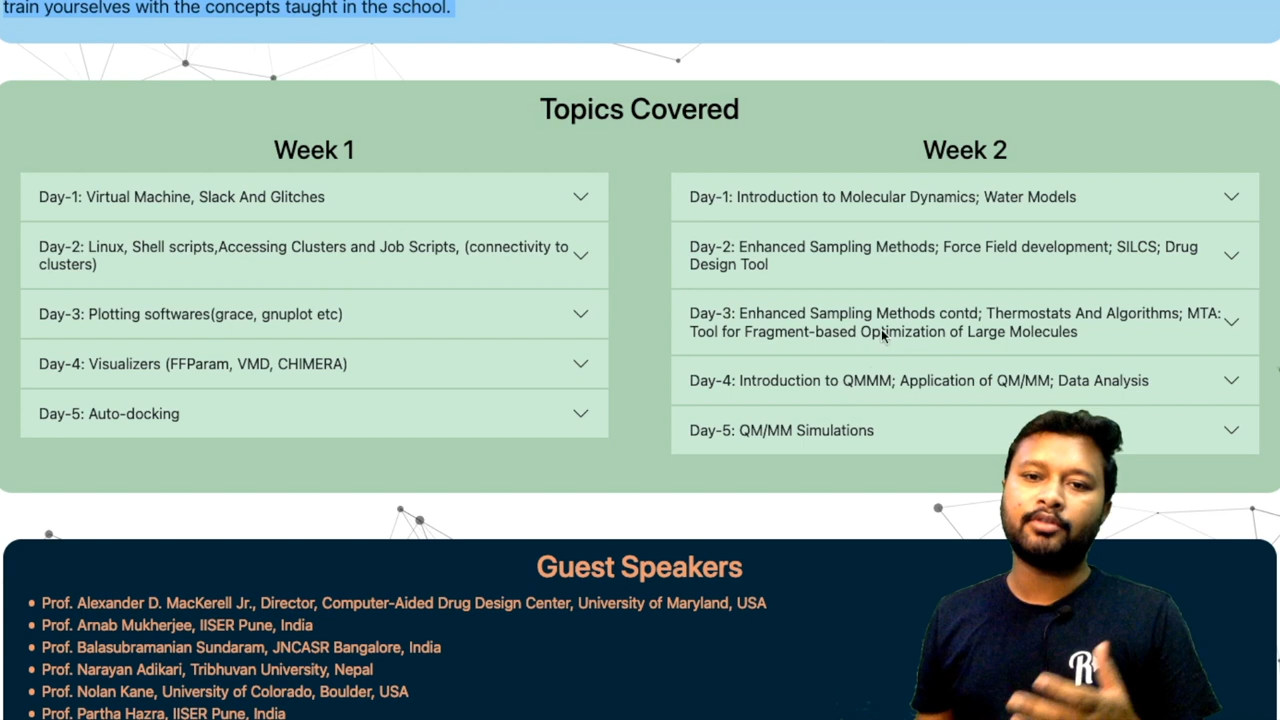 train yourselves with the concepts taught in the school.
Topics Covered
Week 1
Day-1: Virtual Machine, Slack And Glitches
Day-2: Linux, Shell scripts,Accessing Clusters and Job Scripts, (connectivity to
clusters)
Day-3: Plotting softwares(grace, gnuplot etc)
Day-4: Visualizers (FFParam, VMD, CHIMERA)
Day-5: Auto-docking
Week 2
Day-1: Introduction to Molecular Dynamics; Water Models
Day-2: Enhanced Sampling Methods; Force Field development; SILCS; Drug
Design Tool
Day-3: Enhanced Sampling Methods contd; Thermostats And Algorithms; MTA:
Tool for Fragment-based Optimization of Large Molecules
Day-4: Introduction to QMMM; Application of QM/MM; Data Analysis
Day-5: QM/MM Simulations
Guest Speakers
• Prof. Alexander D. MacKerell Jr., Director, Computer-Aided Drug Design Center, University of Maryland, USA
• Prof. Arnab Mukherjee, IISER Pune, India
• Prof. Balasubramanian Sundaram, JNCASR Bangalore, India
• Prof. Narayan Adikari, Tribhuvan University, Nepal
• Prof. Nolan Kane, University of Colorado, Boulder, USA
• Prof. Partha Hazra, IISER Pune, India